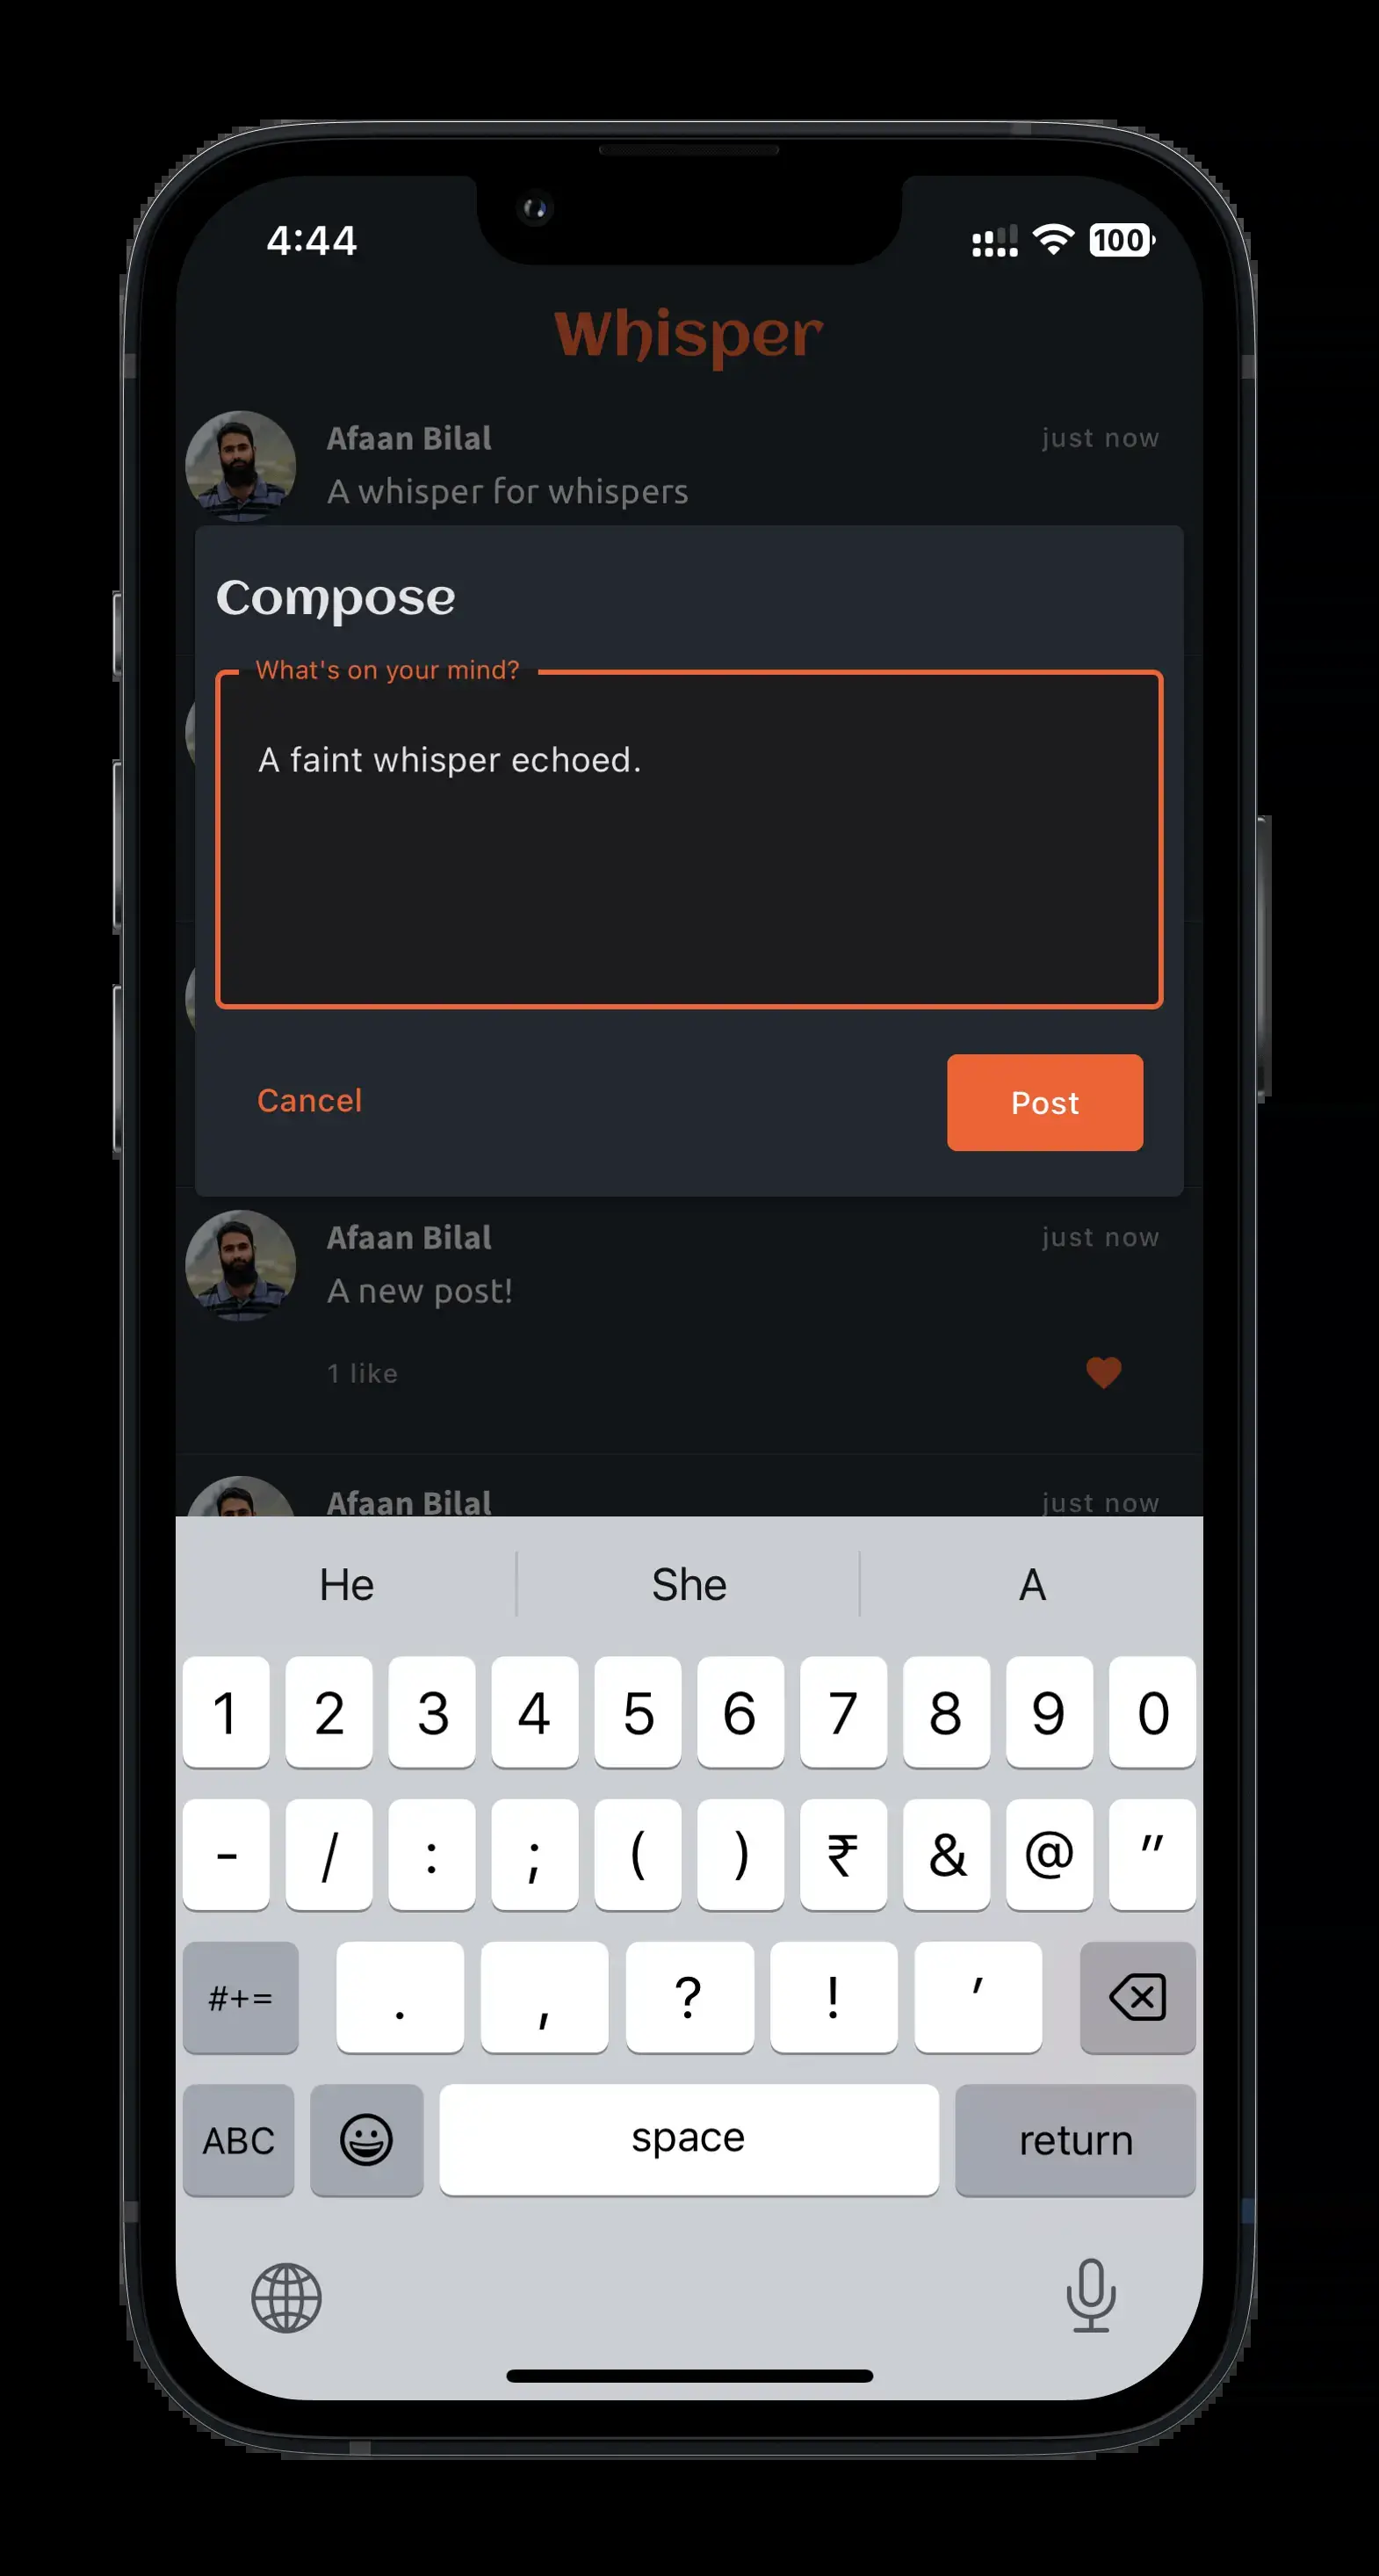 4:44
100
Whisper
Afaan Bilal just now
A whisper for whispers
Compose
What's on your mind?
A faint whisper echoed.
Cancel Post
Afaan Bilal just now
A new post!
1 like
Afaan Bilal just now
He She A
1 2 3 4 5 6 7 8 9 0
- / : ; ( ) ₹ & @ "
#+= . , ? ! '
ABC space return